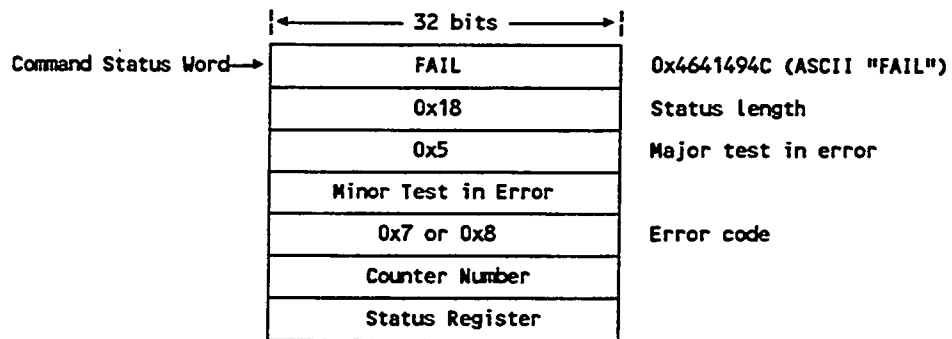 32 bits
Command Status Word FAIL 0x4641494C (ASCII "FAIL")
0x18 Status length
0x5 Major test in error
Minor Test in Error
0x7 or 0x8 Error code
Counter Number
Status Register